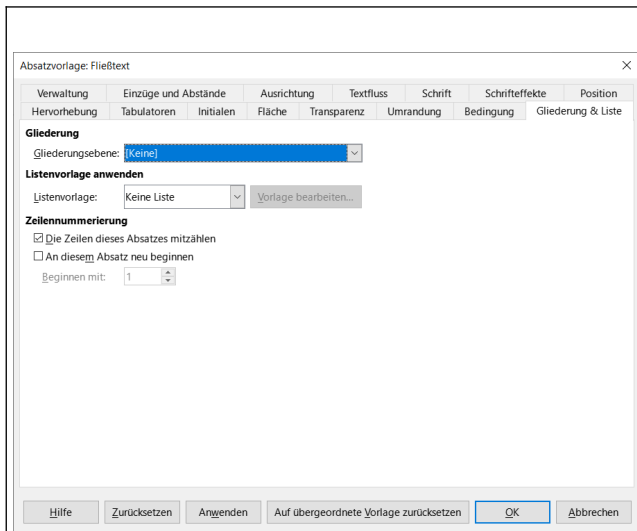 Absatzvorlage: Fließtext
Verwaltung Einzüge und Abstände Ausrichtung Textfluss Schrift Schrifteffekte Position
Hervorhebung Tabulatoren Initialen Fläche Transparenz Umrandung Bedingung Gliederung & Liste
Gliederung
Gliederungsebene: [Keine]
Listenvorlage anwenden
Listenvorlage: Keine Liste Vorlage bearbeiten...
Zeilennummerierung
Die Zeilen dieses Absatzes mitzählen
An diesem Absatz neu beginnen
Beginnen mit: 1
Hilfe Zurücksetzen Anwenden Auf übergeordnete Vorlage zurücksetzen OK Abbrechen